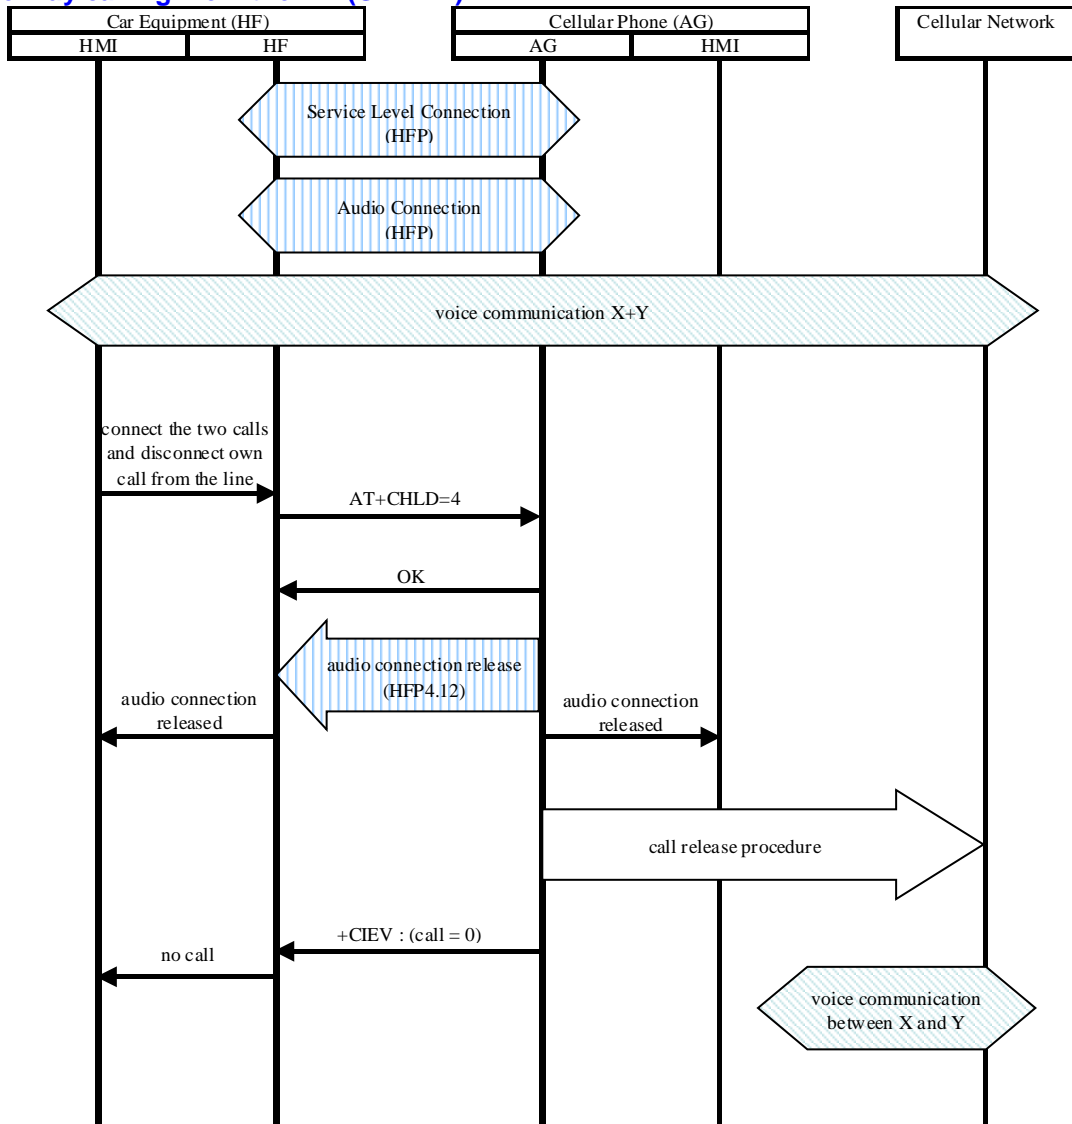 Car Equipment (HF)
Cellular Phone (AG)
Cellular Network
HMI
HF
AG
HMI
Service Level Connection
(HFP)
Audio Connection
(HFP)
voice communication X+Y
connect the two calls
and disconnect own
call from the line
AT+CHLD=4
OK
audio connection release
(HFP4.12)
audio connection
released
audio connection
released
call release procedure
+CIEV : (call = 0)
no call
voice communication
between X and Y